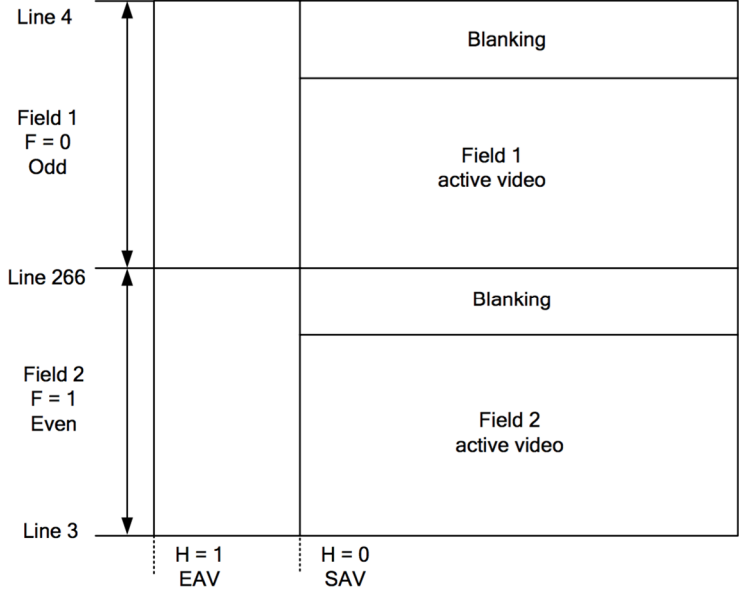 Line 4
Blanking
Field 1
F = 0
Odd
Field 1
active video
Line 266
Blanking
Field 2
F = 1
Even
Field 2
active video
Line 3
H = 1
EAV
H = 0
SAV